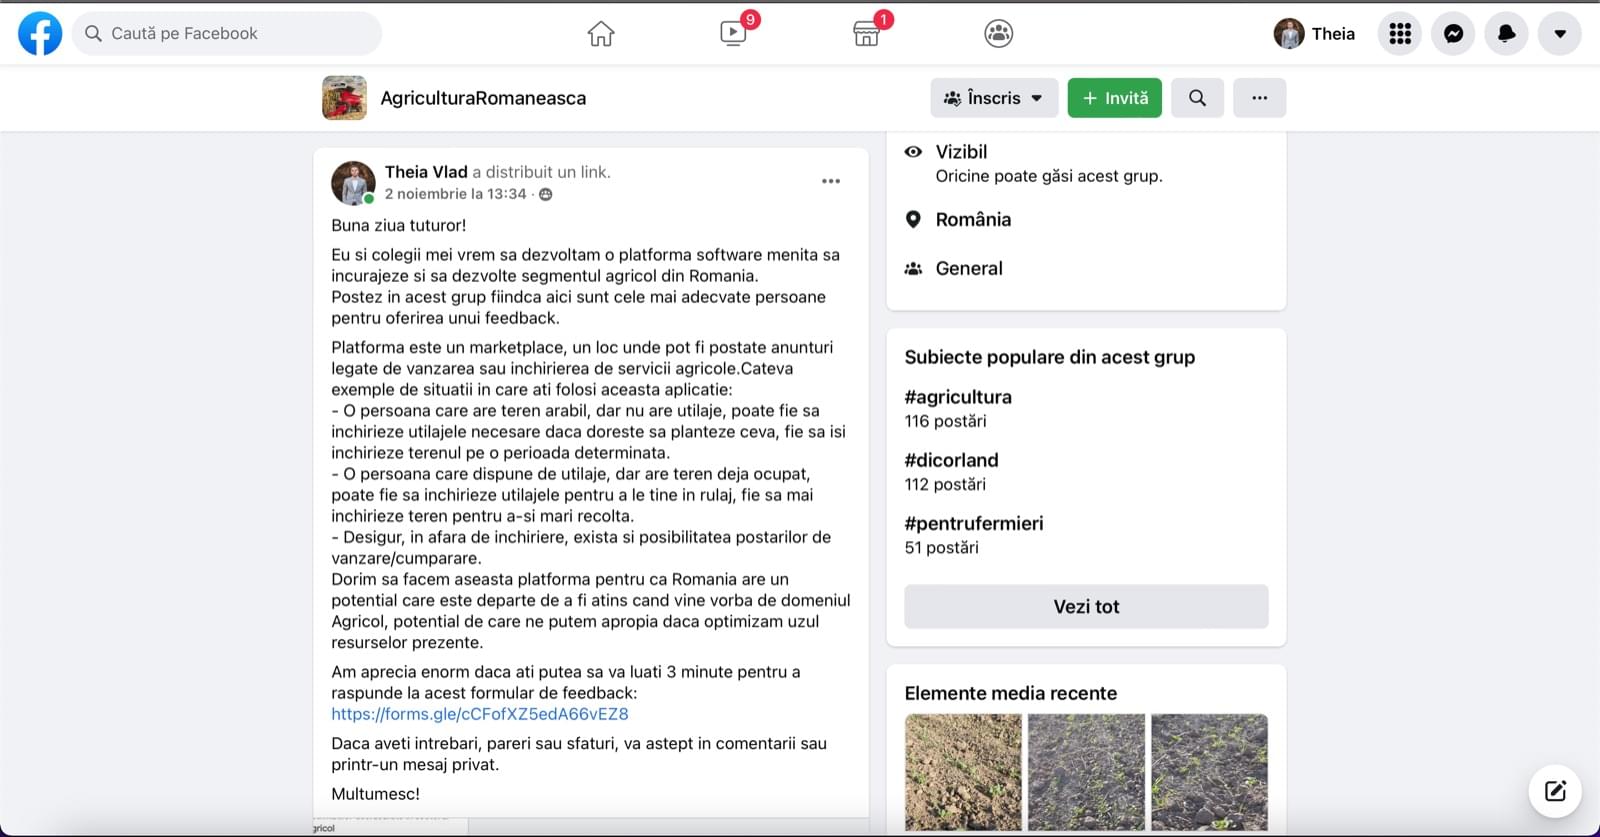 Caută pe Facebook
9
1
Theia
AgriculturaRomaneasca
Înscris
+ Invită
Theia Vlad a distribuit un link.
2 noiembrie la 13:34 ·
Buna ziua tuturor!
Eu si colegii mei vrem sa dezvoltam o platforma software menita sa
incurajeze si sa dezvolte segmentul agricol din Romania.
Postez in acest grup fiindca aici sunt cele mai adecvate persoane
pentru oferirea unui feedback.
Platforma este un marketplace, un loc unde pot fi postate anunturi
legate de vanzarea sau inchirierea de servicii agricole.Cateva
exemple de situatii in care ati folosi aceasta aplicatie:
- O persoana care are teren arabil, dar nu are utilaje, poate fie sa
inchirieze utilajele necesare daca doreste sa planteze ceva, fie sa isi
inchirieze terenul pe o perioada determinata.
- O persoana care dispune de utilaje, dar are teren deja ocupat,
poate fie sa inchirieze utilajele pentru a le tine in rulaj, fie sa mai
inchirieze teren pentru a-si mari recolta.
- Desigur, in afara de inchiriere, exista si posibilitatea postarilor de
vanzare/cumparare.
Dorim sa facem aseasta platforma pentru ca Romania are un
potential care este departe de a fi atins cand vine vorba de domeniul
Agricol, potential de care ne putem apropia daca optimizam uzul
resurselor prezente.
Am aprecia enorm daca ati putea sa va luati 3 minute pentru a
raspunde la acest formular de feedback:
https://forms.gle/cCFofXZ5edA66vEZ8
Daca aveti intrebari, pareri sau sfaturi, va astept in comentarii sau
printr-un mesaj privat.
Multumesc!
Vizibil
Oricine poate găsi acest grup.
România
General
Subiecte populare din acest grup
#agricultura
116 postări
#dicorland
112 postări
#pentrufermieri
51 postări
Vezi tot
Elemente media recente